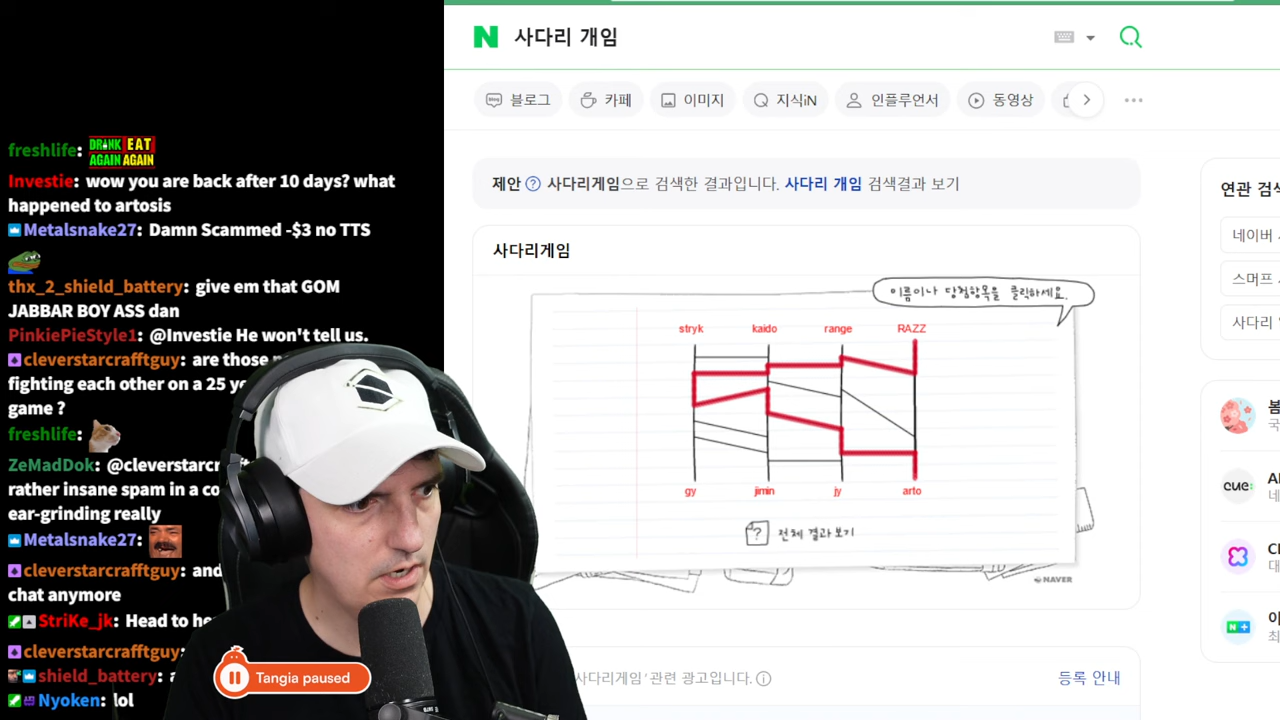 freshlife: DRINK AGAIN EAT AGAIN
Investie: wow you are back after 10 days? what
happened to artosis
Metalsnake27: Damn Scammed -$3 no TTS
thx_2_shield_battery: give em that GOM
JABBAR BOY ASS dan
PinkiePieStyle1: @Investie He won't tell us.
cleverstarcrafftguy: are those
fighting each other on a 25
game ?
freshlife:
ZeMadDok:
rather insane spam in a
ear-grinding really
Metalsnake27:
cleverstarcrafftguy: and
chat anymore
StriKe_jk: Head to
cleverstarcrafftguy:
shield_battery:
Nyoken: lol
Tangia paused
N 사다리 개임
블로그 카페 이미지 지식iN 인플루언서 동영상
제안 ? 사다리게임으로 검색한 결과입니다. 사다리 개임 검색결과 보기
사다리게임
이름이나 당첨항목을 클릭하세요.
stryk kaido range RAZZ
gy jimin jy arto
? 전체 결과보기
NAVER
사다리게임' 관련 광고입니다.
등록 안내
연관
네이버
스머프
사다리
cue:
N+